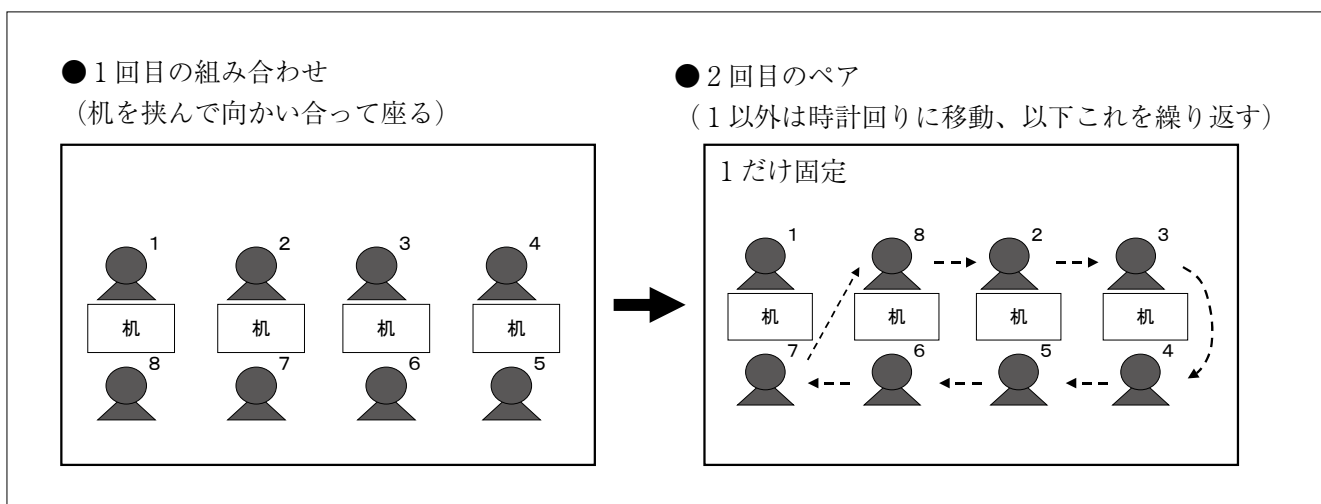 ●１回目の組み合わせ
（机を挟んで向かい合って座る）
1 2 3 4
机 机 机 机
8 7 6 5
●２回目のペア
（１以外は時計回りに移動、以下これを繰り返す）
１だけ固定
1 8 2 3
机 机 机 机
7 6 5 4